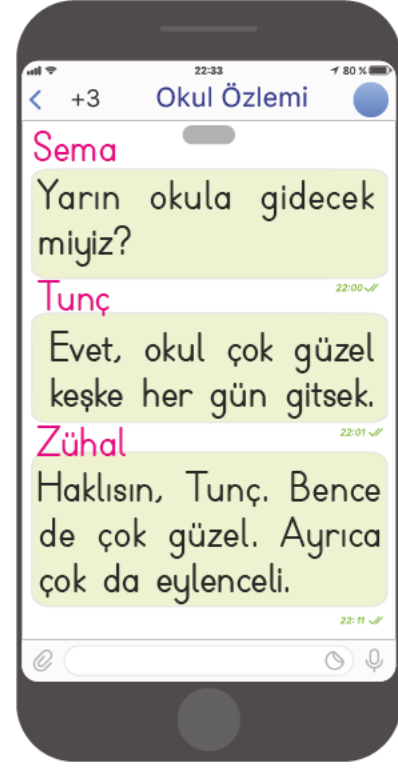 22:33
80 %
+3
Okul Özlemi
Sema
Yarın okula gidecek
miyiz?
22:00
Tunç
Evet, okul çok güzel
keşke her gün gitsek.
22:01
Zühal
Haklısın, Tunç. Bence
de çok güzel. Ayrıca
çok da eylenceli.
22:11